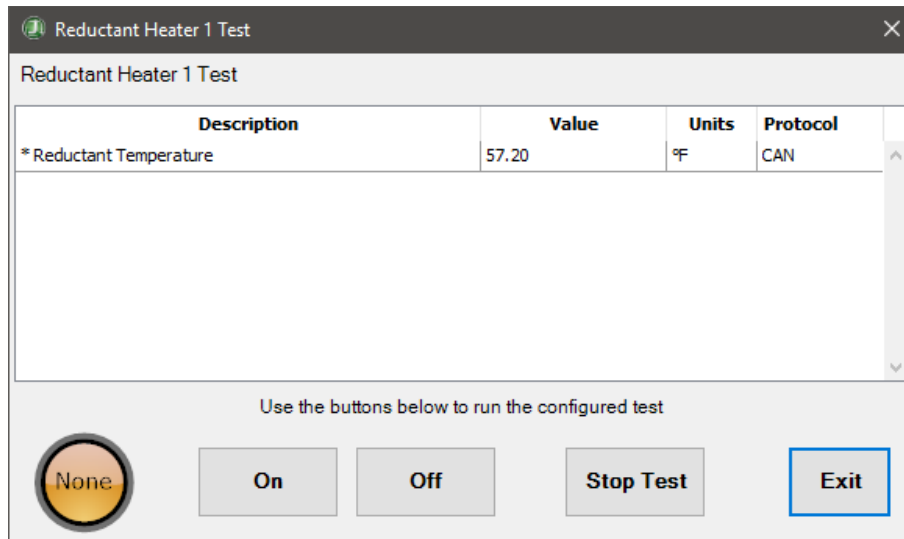 Reductant Heater 1 Test
Reductant Heater 1 Test
Description Value Units Protocol
* Reductant Temperature 57.20 °F CAN
Use the buttons below to run the configured test
None On Off Stop Test Exit